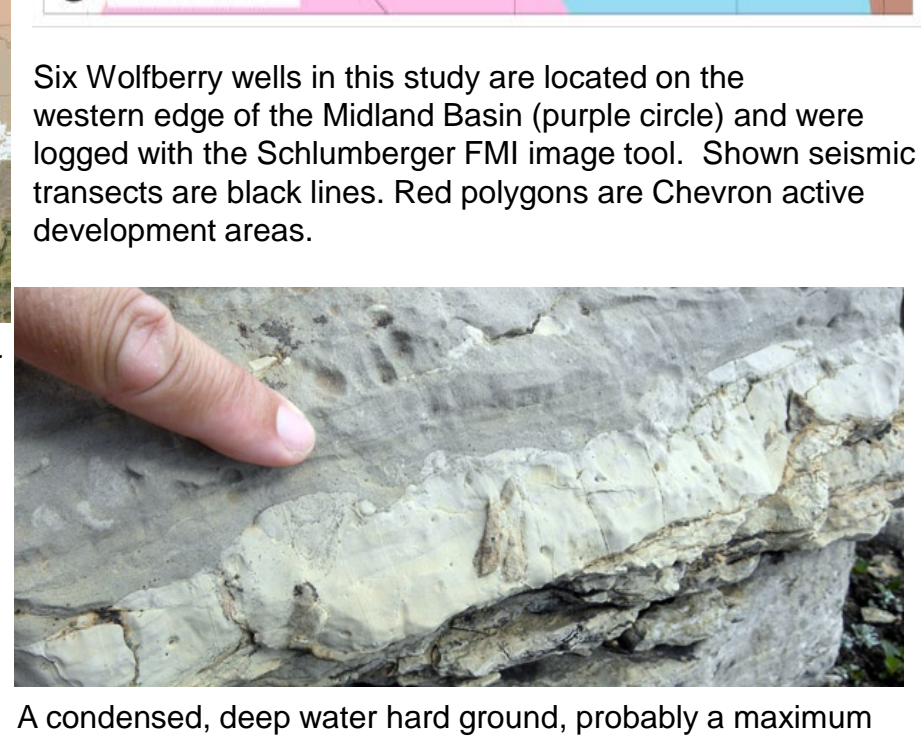 Six Wolfberry wells in this study are located on the
western edge of the Midland Basin (purple circle) and were
logged with the Schlumberger FMI image tool.  Shown seismic
transects are black lines. Red polygons are Chevron active
development areas.
A condensed, deep water hard ground, probably a maximum